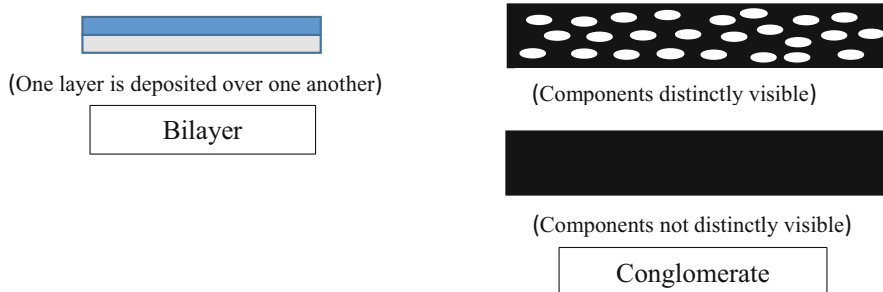 (One layer is deposited over one another)
Bilayer
(Components distinctly visible)
(Components not distinctly visible)
Conglomerate